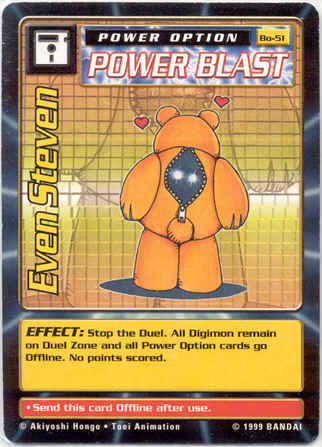 POWER OPTION
Bo-51
POWER BLAST
Even Steven
EFFECT: Stop the Duel. All Digimon remain
on Duel Zone and all Power Option cards go
Offline. No points scored.
• Send this card Offline after use.
© Akiyoshi Hongo • Toei Animation
© 1999 BANDAI